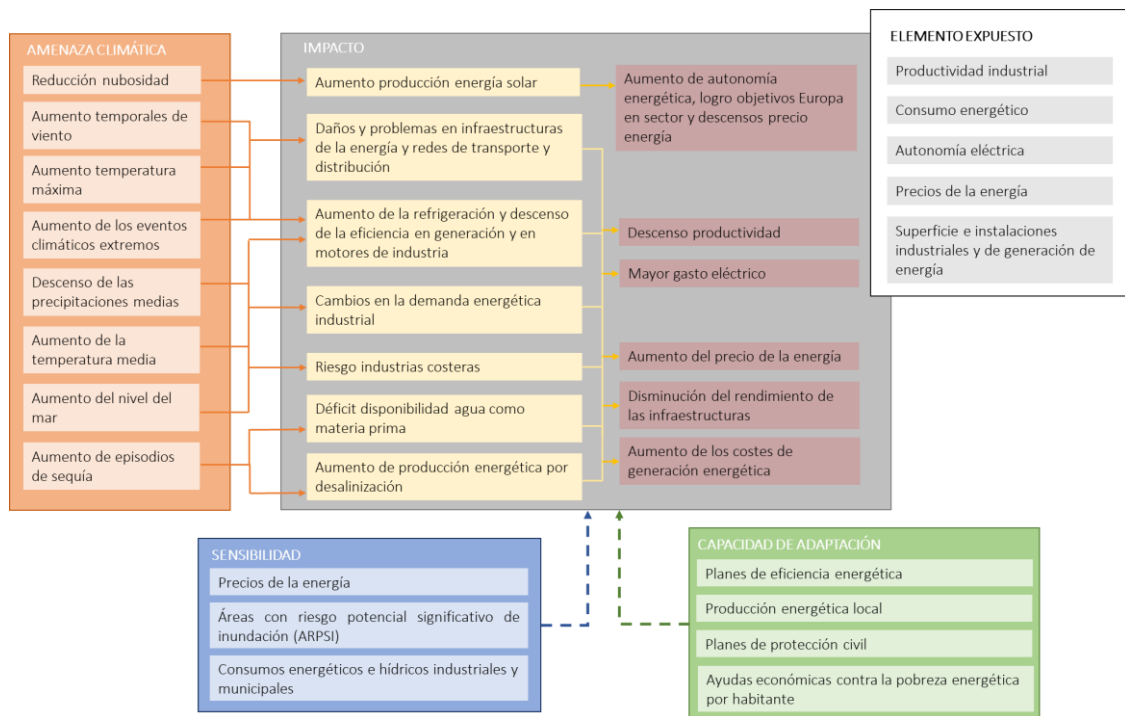 AMENAZA CLIMÁTICA
Reducción nubosidad
Aumento temporales de
viento
Aumento temperatura
máxima
Aumento de los eventos
climáticos extremos
Descenso de las
precipitaciones medias
Aumento de la
temperatura media
Aumento del nivel del
mar
Aumento de episodios
de sequía
IMPACTO
Aumento producción energía solar
Daños y problemas en infraestructuras
de la energía y redes de transporte y
distribución
Aumento de la refrigeración y descenso
de la eficiencia en generación y en
motores de industria
Cambios en la demanda energética
industrial
Riesgo industrias costeras
Déficit disponibilidad agua como
materia prima
Aumento de producción energética por
desalinización
Aumento de autonomía
energética, logro objetivos Europa
en sector y descensos precio
energía
Descenso productividad
Mayor gasto eléctrico
Aumento del precio de la energía
Disminución del rendimiento de
las infraestructuras
Aumento de los costes de
generación energética
ELEMENTO EXPUESTO
Productividad industrial
Consumo energético
Autonomía eléctrica
Precios de la energía
Superficie e instalaciones
industriales y de generación de
energía
SENSIBILIDAD
Precios de la energía
Áreas con riesgo potencial significativo de
inundación (ARPSI)
Consumos energéticos e hídricos industriales y
municipales
CAPACIDAD DE ADAPTACIÓN
Planes de eficiencia energética
Producción energética local
Planes de protección civil
Ayudas económicas contra la pobreza energética
por habitante